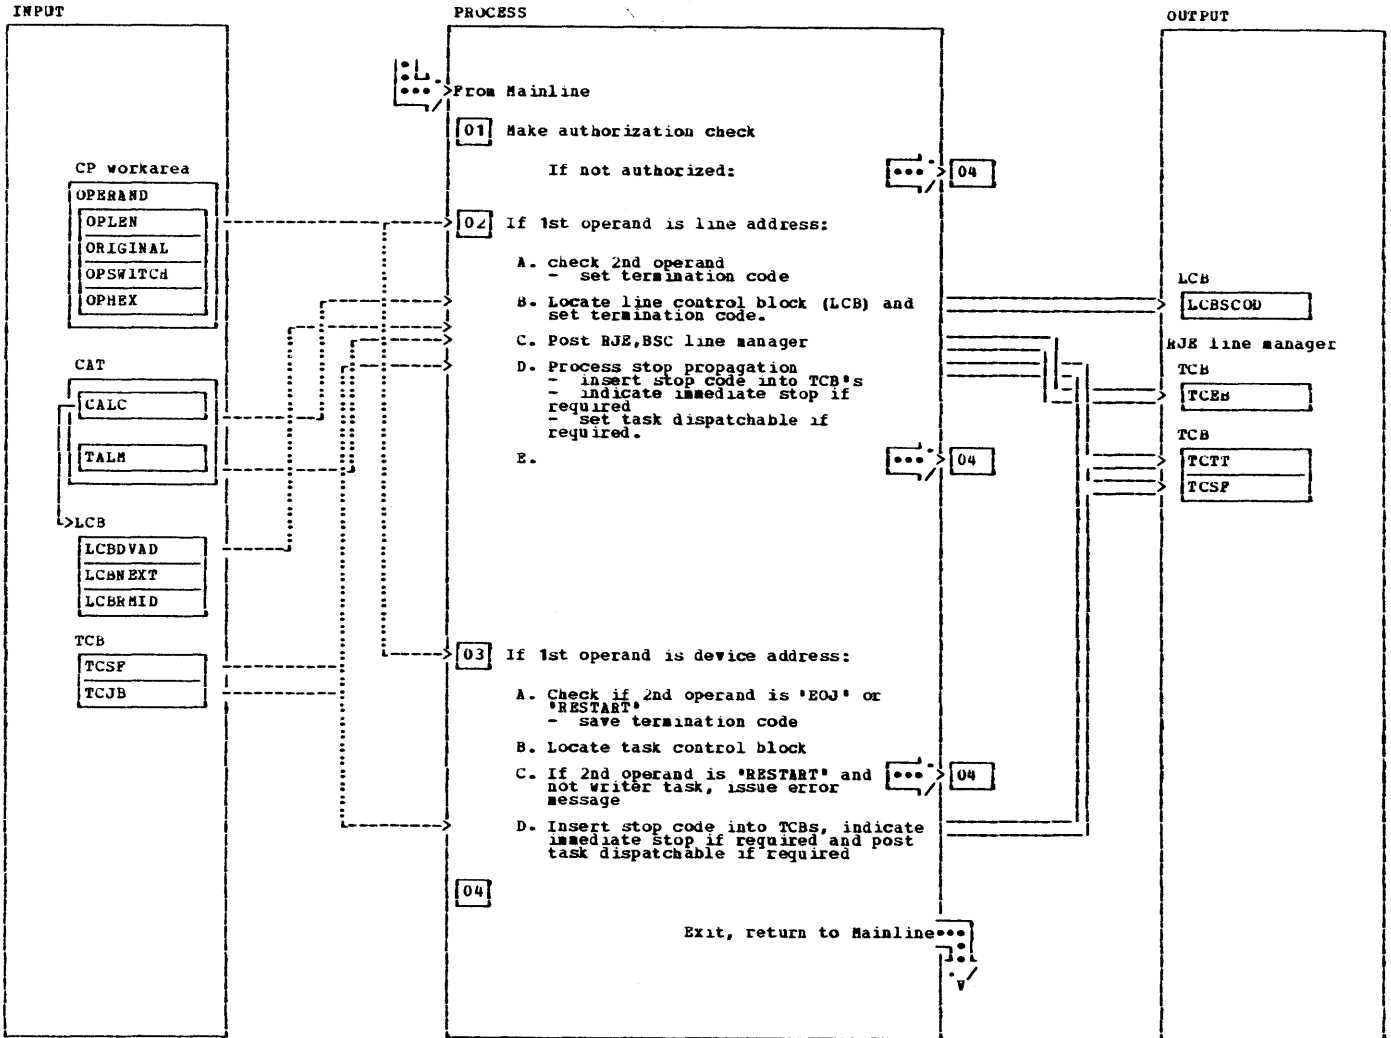 INPUT
PROCESS
OUTPUT
From Mainline
01 Make authorization check
If not authorized:
04
CP workarea
OPERAND
OPLEN
ORIGINAL
OPSWITCH
OPHEX
02 If 1st operand is line address:
A. check 2nd operand
- set termination code
B. Locate line control block (LCB) and
set termination code.
C. Post RJE,BSC line manager
D. Process stop propagation
- insert stop code into TCB's
- indicate immediate stop if
required
- set task dispatchable if
required.
E.
04
LCB
LCBSCOD
RJE line manager
TCB
TCEB
TCB
TCTT
TCSF
CAT
CALC
TALM
LCB
LCBDVAD
LCBNEXT
LCBRMID
TCB
TCSF
TCJB
03 If 1st operand is device address:
A. Check if 2nd operand is 'EOJ' or
'RESTART'
- save termination code
B. Locate task control block
C. If 2nd operand is 'RESTART' and
not writer task, issue error
message
04
D. Insert stop code into TCBs, indicate
immediate stop if required and post
task dispatchable if required
04
Exit, return to Mainline